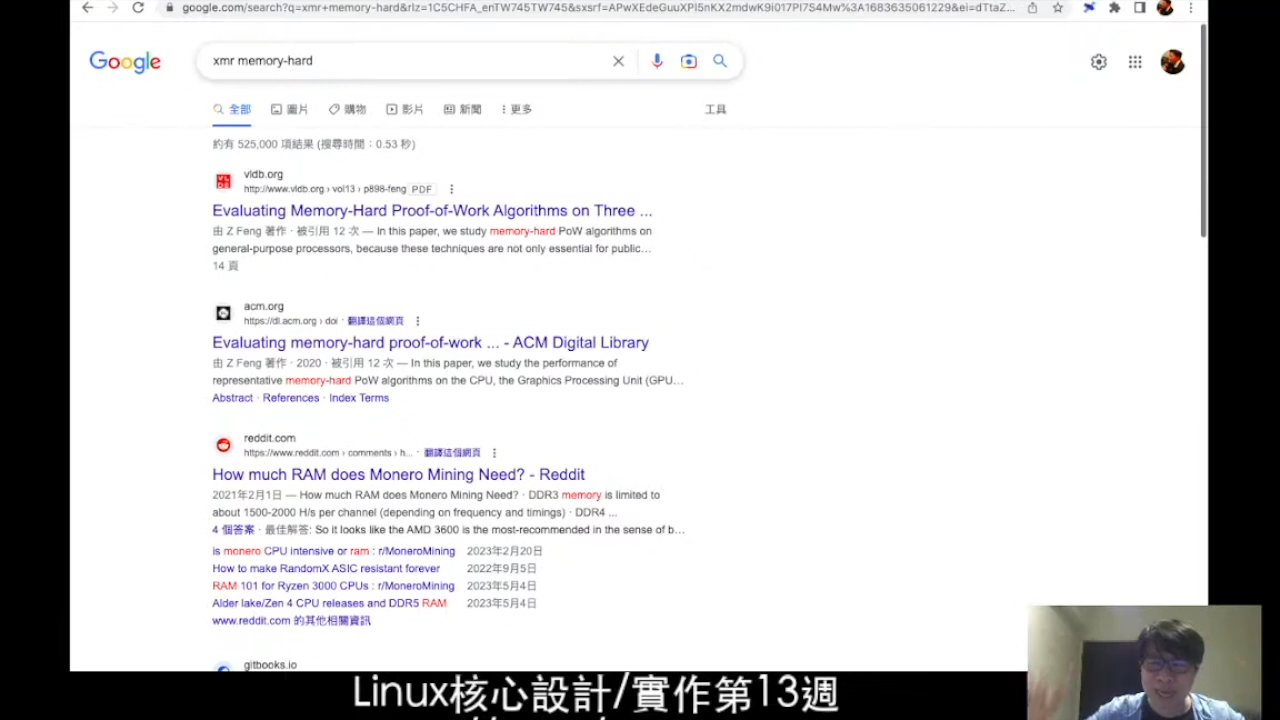 google.com/search?q=xmr+memory-hard&rlz=1C5CHFA_enTW745TW745&sxsrf=APwXEdeGuuXPI5nKX2mdwK9i017PI7S4Mw%3A1683635061229&ei=dTtaZ...
Google
xmr memory-hard
全部 圖片 購物 影片 新聞 更多 工具
約有 525,000 項結果 (搜尋時間：0.53 秒)
vldb.org
http://www.vldb.org › vol13 › p898-feng PDF
Evaluating Memory-Hard Proof-of-Work Algorithms on Three ...
由 Z Feng 著作 · 被引用 12 次 — In this paper, we study memory-hard PoW algorithms on
general-purpose processors, because these techniques are not only essential for public…
14 頁
acm.org
https://dl.acm.org › doi · 翻譯這個網頁
Evaluating memory-hard proof-of-work ... - ACM Digital Library
由 Z Feng 著作 · 2020 · 被引用 12 次 — In this paper, we study the performance of
representative memory-hard PoW algorithms on the CPU, the Graphics Processing Unit (GPU…
Abstract · References · Index Terms
reddit.com
https://www.reddit.com › comments › h... · 翻譯這個網頁
How much RAM does Monero Mining Need? - Reddit
2021年2月1日 — How much RAM does Monero Mining Need? · DDR3 memory is limited to
about 1500-2000 H/s per channel (depending on frequency and timings) · DDR4 ...
4 個答案 · 最佳解答: So it looks like the AMD 3600 is the most-recommended in the sense of b…
is monero CPU intensive or ram : r/MoneroMining 2023年2月20日
How to make RandomX ASIC resistant forever 2022年9月5日
RAM 101 for Ryzen 3000 CPUs : r/MoneroMining 2023年5月4日
Alder lake/Zen 4 CPU releases and DDR5 RAM 2023年5月4日
www.reddit.com 的其他相關資訊
gitbooks.io
Linux核心設計/實作第13週